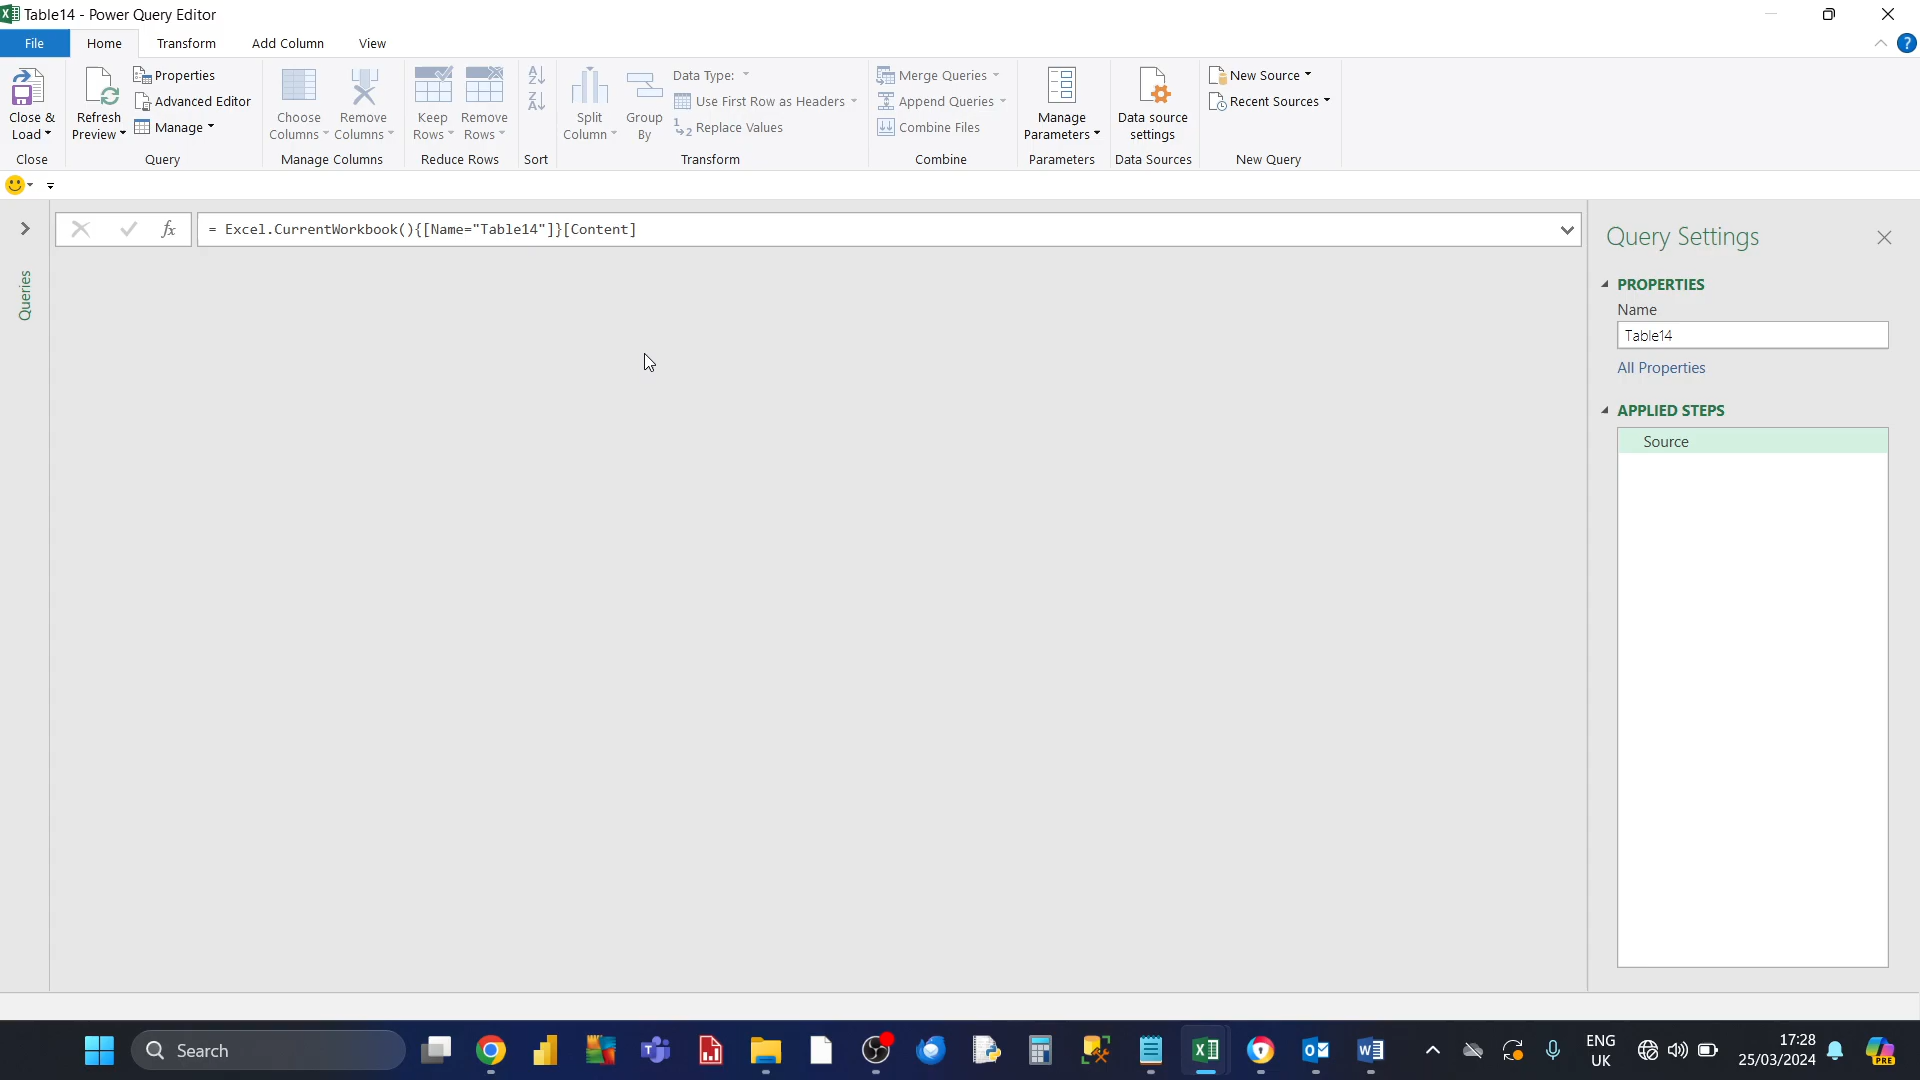 Table14 - Power Query Editor
File
Home
Transform
Add Column
View
?
Close &
Load
Close
Refresh
Preview
Properties
Advanced Editor
Manage
Query
Choose
Columns
Remove
Columns
Manage Columns
Keep
Rows
Remove
Rows
Reduce Rows
A
Z
Z
A
Sort
Split
Column
Group
By
Data Type:
Use First Row as Headers
1
2
Replace Values
Transform
Merge Queries
Append Queries
Combine Files
Combine
Manage
Parameters
Parameters
Data source
settings
Data Sources
New Source
Recent Sources
New Query
fx
= Excel.CurrentWorkbook(){[Name="Table14"]}[Content]
Queries
Query Settings
PROPERTIES
Name
Table14
All Properties
APPLIED STEPS
Source
Search
ENG
UK
17:28
25/03/2024
PRE